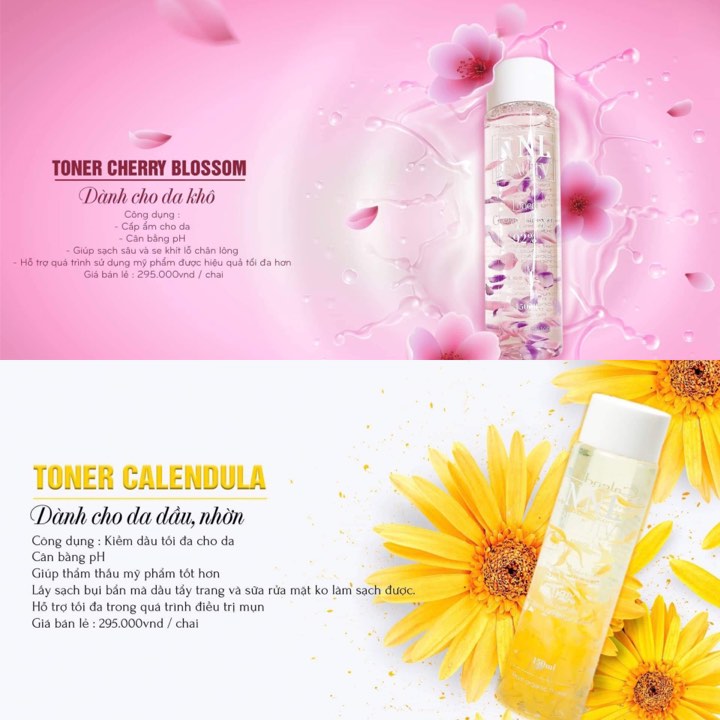 TONER CHERRY BLOSSOM
Dành cho da khô
Công dụng :
- Cấp ẩm cho da
- Cân bằng pH
- Giúp sạch sâu và se khít lỗ chân lông
- Hỗ trợ quá trình sử dụng mỹ phẩm được hiệu quả tối đa hơn
Giá bán lẻ : 295.000vnd / chai
TONER CALENDULA
Dành cho da dầu, nhờn
Công dụng : Kiềm dầu tối đa cho da
Cân bằng pH
Giúp thẩm thấu mỹ phẩm tốt hơn
Lấy sạch bụi bẩn mà dầu tẩy trang và sữa rửa mặt ko làm sạch được.
Hỗ trợ tối đa trong quá trình điều trị mụn
Giá bán lẻ : 295.000vnd / chai
150ml